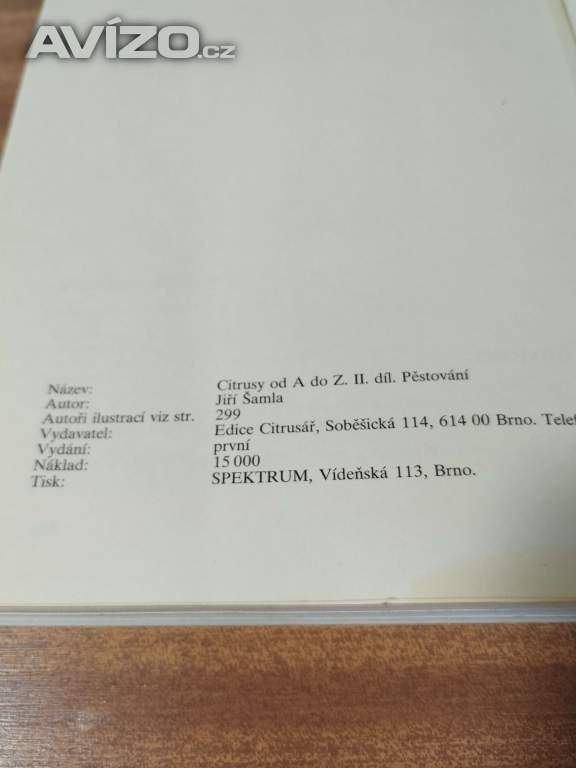 AVÍZO.cz
Název: Citrusy od A do Z. II. díl. Pěstování
Autor: Jiří Šamla
Autoři ilustrací viz str. 299
Vydavatel: Edice Citrusář, Soběšická 114, 614 00 Brno. Telef
Vydání: první
Náklad: 15 000
Tisk: SPEKTRUM, Vídeňská 113, Brno.